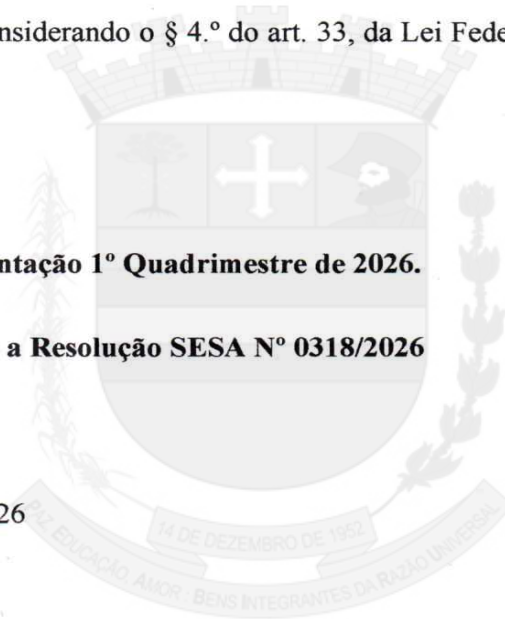 nsiderando o § 4.º do art. 33, da Lei Fede
ntação 1º Quadrimestre de 2026.
a Resolução SESA Nº 0318/2026
26
14 DE DEZEMBRO DE 1952
PAZ, EDUCAÇÃO, AMOR : BENS INTEGRANTES DA RAZÃO UNIVERSAL